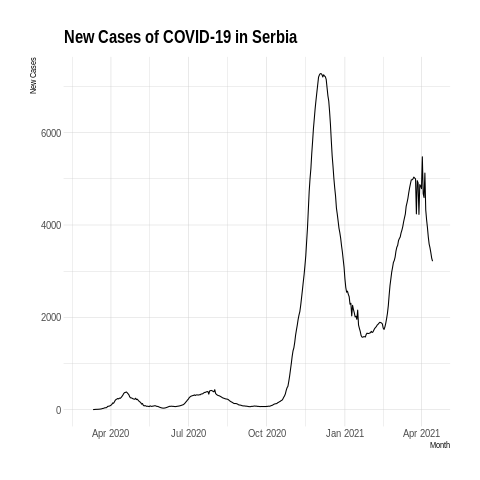 New Cases of COVID-19 in Serbia
New Cases
6000
4000
2000
0
Apr 2020 Jul 2020 Oct 2020 Jan 2021 Apr 2021
Month